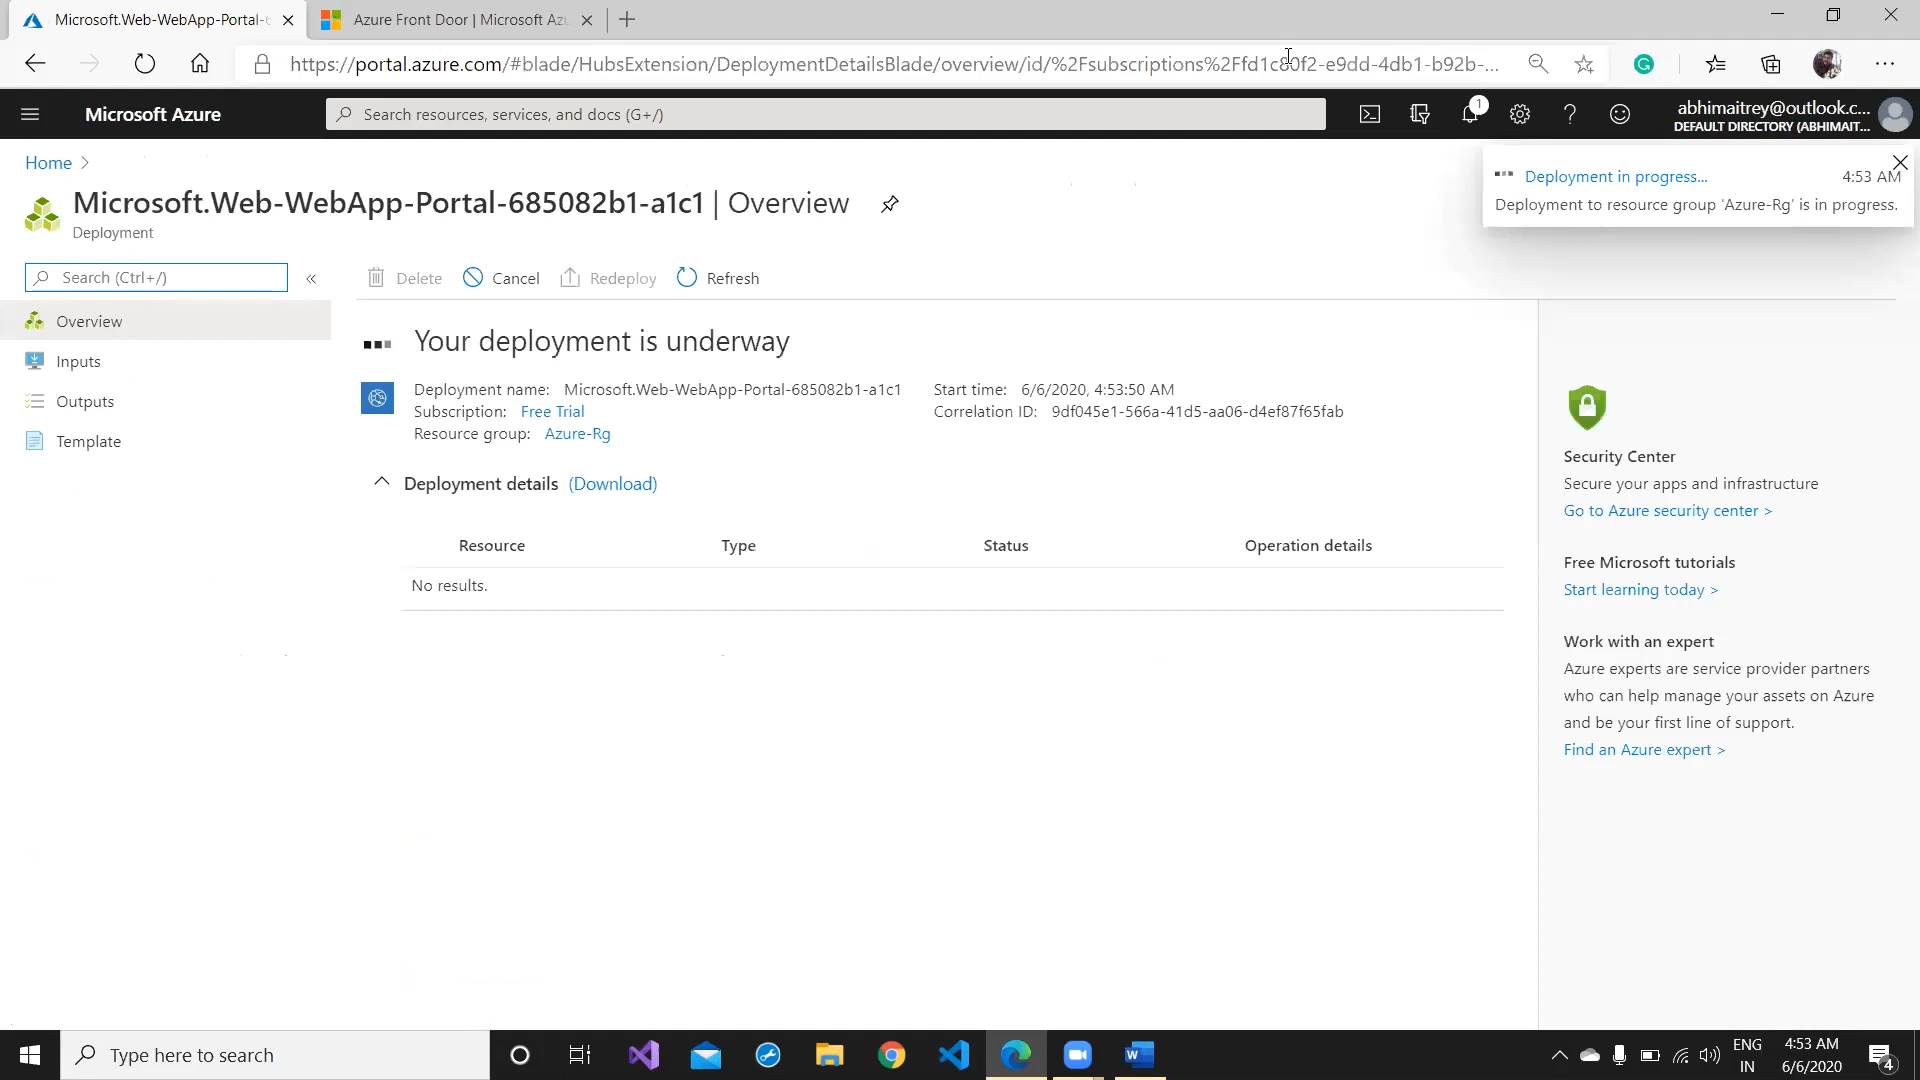 Microsoft.Web-WebApp-Portal-6
Azure Front Door | Microsoft Az
https://portal.azure.com/#blade/HubsExtension/DeploymentDetailsBlade/overview/id/%2Fsubscriptions%2Ffd1c80f2-e9dd-4db1-b92b-...
Microsoft Azure
Search resources, services, and docs (G+/)
1
abhimaitrey@outlook.c...
DEFAULT DIRECTORY (ABHIMAIT...
Home >
Microsoft.Web-WebApp-Portal-685082b1-a1c1 | Overview
Deployment
Deployment in progress...
4:53 AM
Deployment to resource group 'Azure-Rg' is in progress.
Search (Ctrl+/)
«
Delete
Cancel
Redeploy
Refresh
Overview
Inputs
Outputs
Template
Your deployment is underway
Deployment name: Microsoft.Web-WebApp-Portal-685082b1-a1c1
Subscription: Free Trial
Resource group: Azure-Rg
Start time: 6/6/2020, 4:53:50 AM
Correlation ID: 9df045e1-566a-41d5-aa06-d4ef87f65fab
Deployment details (Download)
Resource Type Status Operation details
No results.
Security Center
Secure your apps and infrastructure
Go to Azure security center >
Free Microsoft tutorials
Start learning today >
Work with an expert
Azure experts are service provider partners
who can help manage your assets on Azure
and be your first line of support.
Find an Azure expert >
Type here to search
ENG
IN
4:53 AM
6/6/2020
4